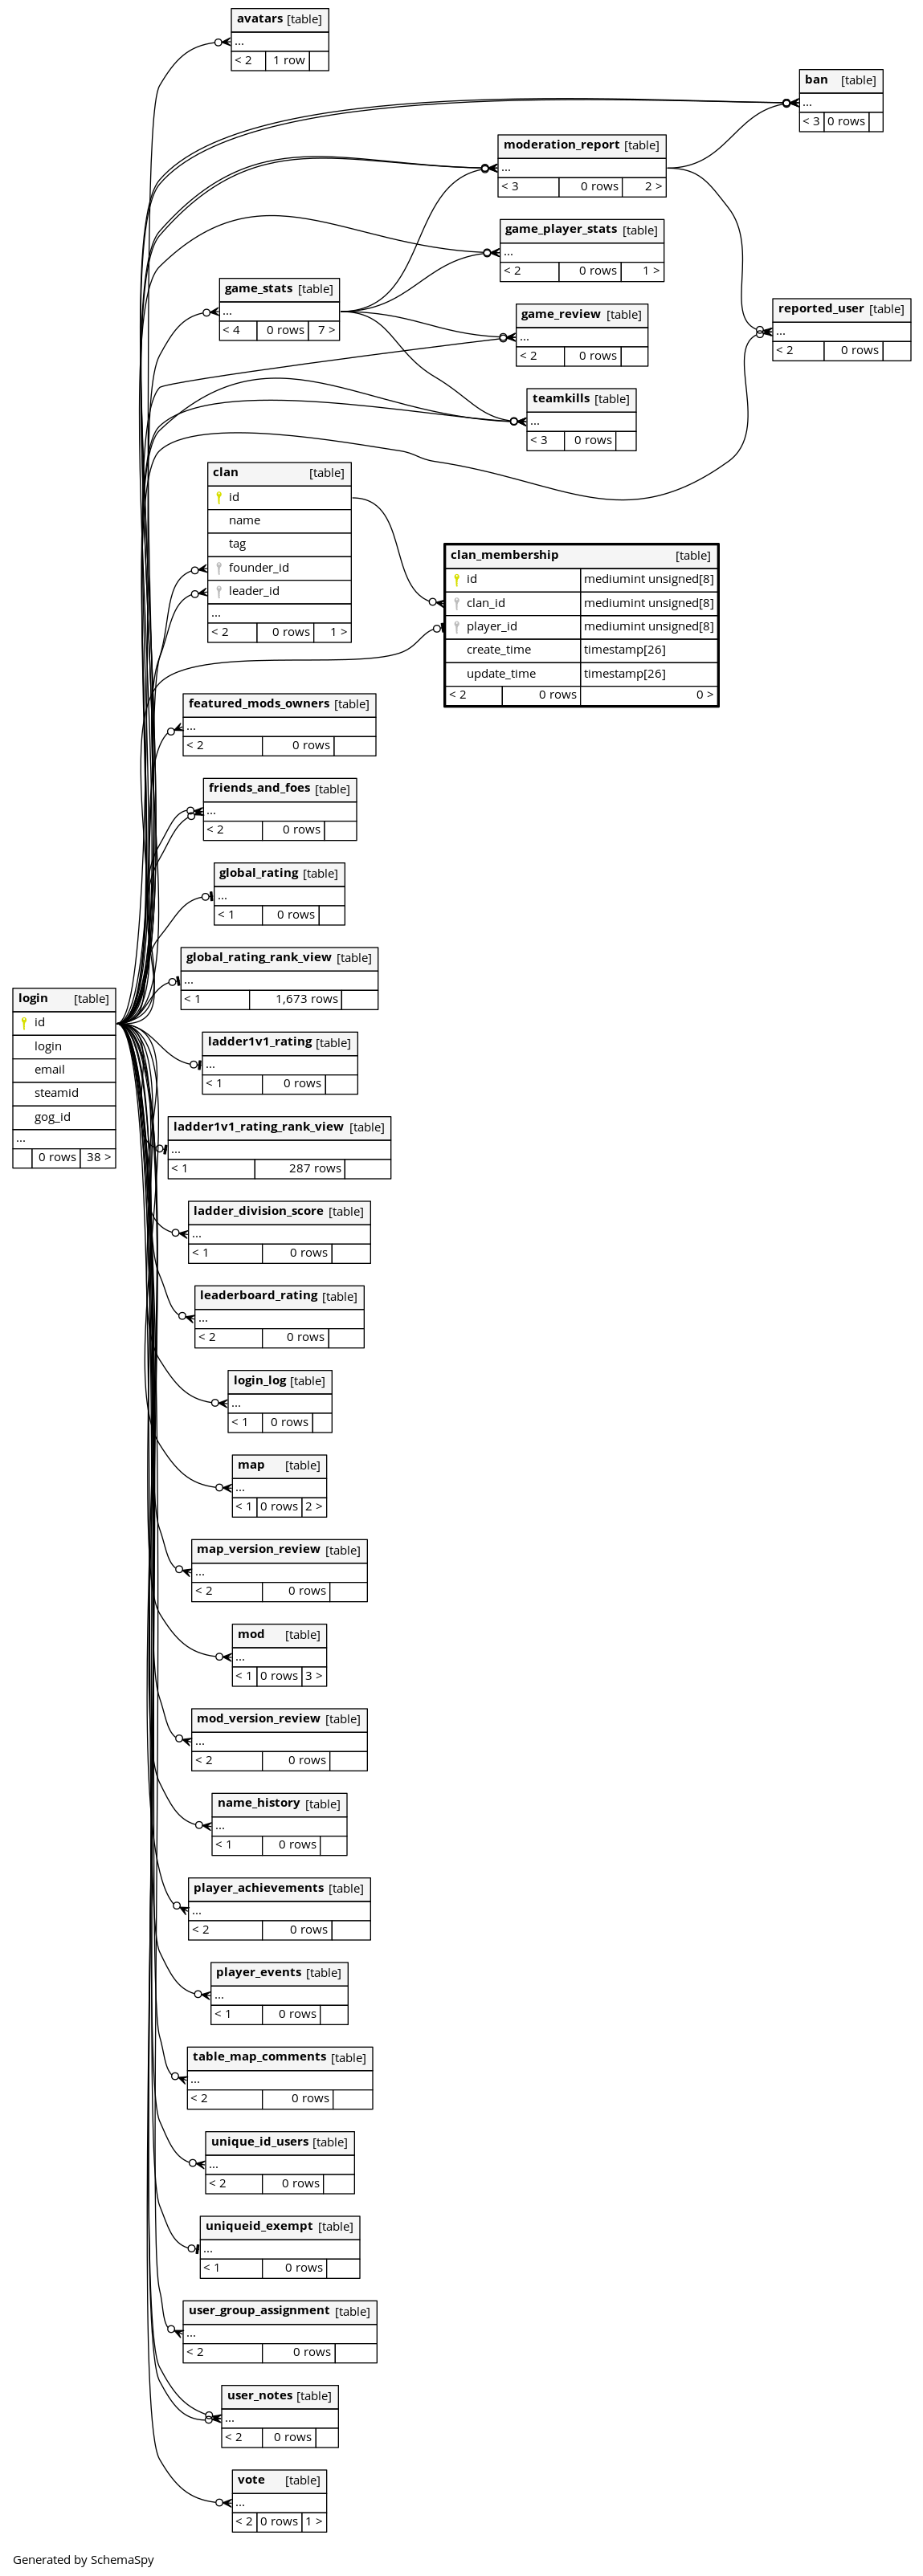 avatars [table]
...
< 2 1 row
ban [table]
...
< 3 0 rows
moderation_report [table]
...
< 3 0 rows 2 >
game_player_stats [table]
...
< 2 0 rows 1 >
game_stats [table]
...
< 4 0 rows 7 >
game_review [table]
...
< 2 0 rows
reported_user [table]
...
< 2 0 rows
teamkills [table]
...
< 3 0 rows
clan [table]
id
name
tag
founder_id
leader_id
...
< 2 0 rows 1 >
clan_membership [table]
id mediumint unsigned[8]
clan_id mediumint unsigned[8]
player_id mediumint unsigned[8]
create_time timestamp[26]
update_time timestamp[26]
< 2 0 rows 0 >
featured_mods_owners [table]
...
< 2 0 rows
friends_and_foes [table]
...
< 2 0 rows
global_rating [table]
...
< 1 0 rows
global_rating_rank_view [table]
...
< 1 1,673 rows
login [table]
id
login
email
steamid
gog_id
...
0 rows 38 >
ladder1v1_rating [table]
...
< 1 0 rows
ladder1v1_rating_rank_view [table]
...
< 1 287 rows
ladder_division_score [table]
...
< 1 0 rows
leaderboard_rating [table]
...
< 2 0 rows
login_log [table]
...
< 1 0 rows
map [table]
...
< 1 0 rows 2 >
map_version_review [table]
...
< 2 0 rows
mod [table]
...
< 1 0 rows 3 >
mod_version_review [table]
...
< 2 0 rows
name_history [table]
...
< 1 0 rows
player_achievements [table]
...
< 2 0 rows
player_events [table]
...
< 1 0 rows
table_map_comments [table]
...
< 2 0 rows
unique_id_users [table]
...
< 2 0 rows
uniqueid_exempt [table]
...
< 1 0 rows
user_group_assignment [table]
...
< 2 0 rows
user_notes [table]
...
< 2 0 rows
vote [table]
...
< 2 0 rows 1 >
Generated by SchemaSpy